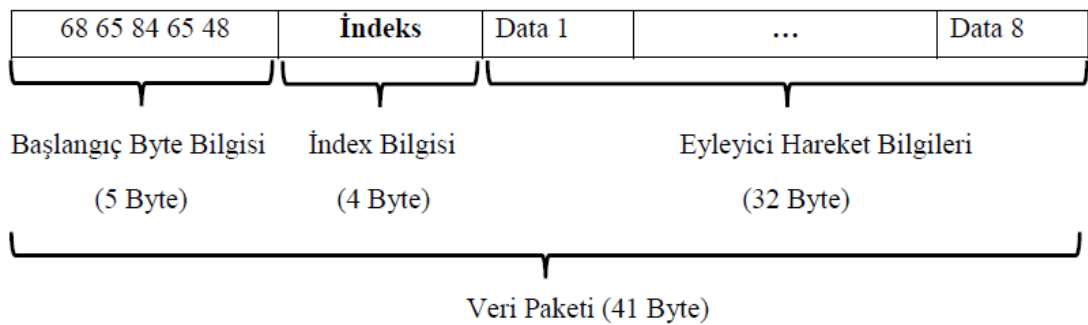 68 65 84 65 48 İndeks Data 1 ... Data 8
Başlangıç Byte Bilgisi İndex Bilgisi Eyleyici Hareket Bilgileri
(5 Byte) (4 Byte) (32 Byte)
Veri Paketi (41 Byte)